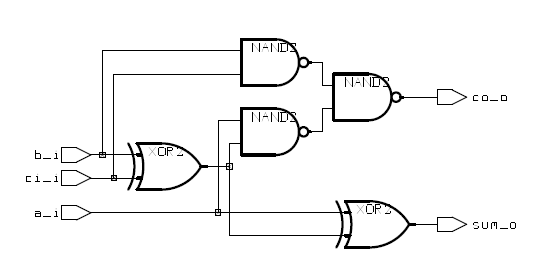 NAND2
NAND2
co_o
NAND2
b_i
XOR2
ci_i
a_i
XOR2
sum_o